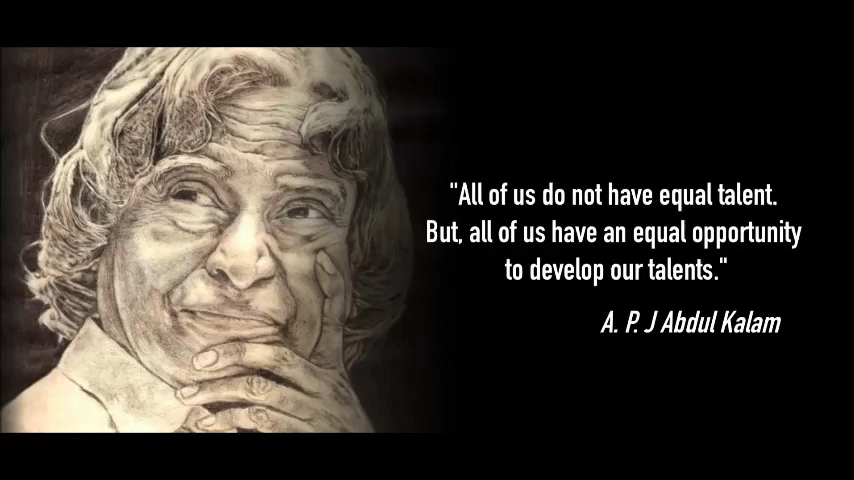 "All of us do not have equal talent.
But, all of us have an equal opportunity
to develop our talents."
A. P. J Abdul Kalam